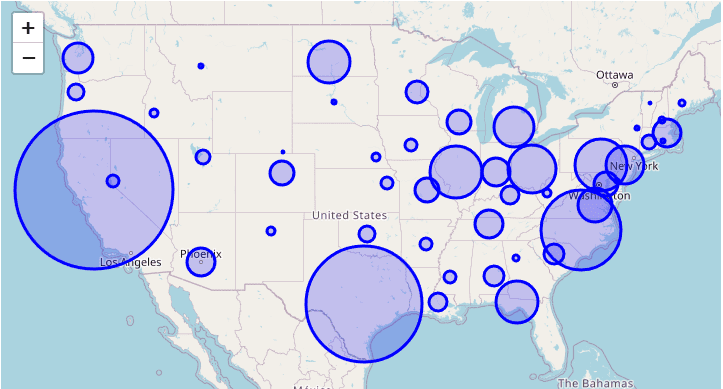 +
−
Ottawa
New York
Washington
United States
Phoenix
Los Angeles
The Bahamas